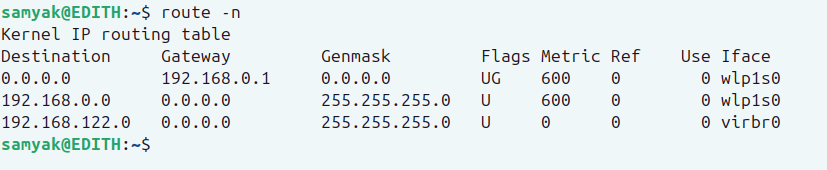 samyak@EDITH:~$ route -n
Kernel IP routing table
Destination     Gateway         Genmask         Flags Metric Ref    Use Iface
0.0.0.0         192.168.0.1     0.0.0.0         UG    600    0        0 wlp1s0
192.168.0.0     0.0.0.0         255.255.255.0   U     600    0        0 wlp1s0
192.168.122.0   0.0.0.0         255.255.255.0   U     0      0        0 virbr0
samyak@EDITH:~$